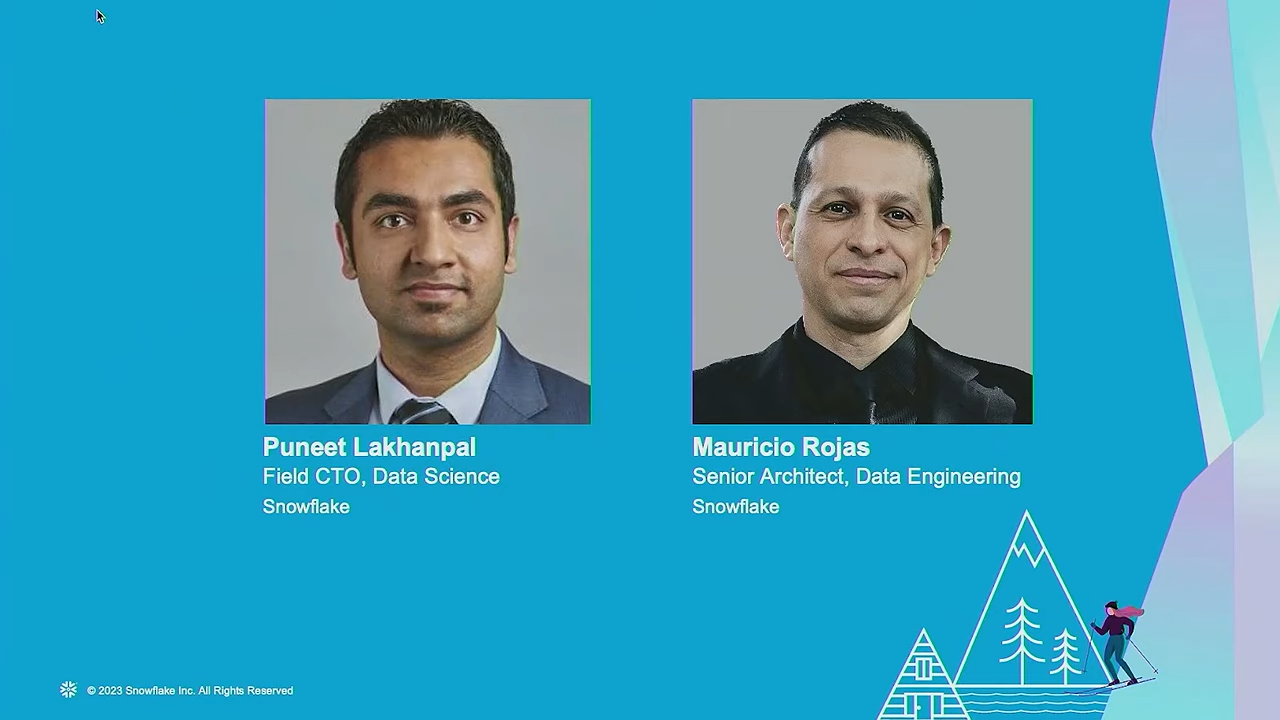 Puneet Lakhanpal
Field CTO, Data Science
Snowflake
Mauricio Rojas
Senior Architect, Data Engineering
Snowflake
© 2023 Snowflake Inc. All Rights Reserved